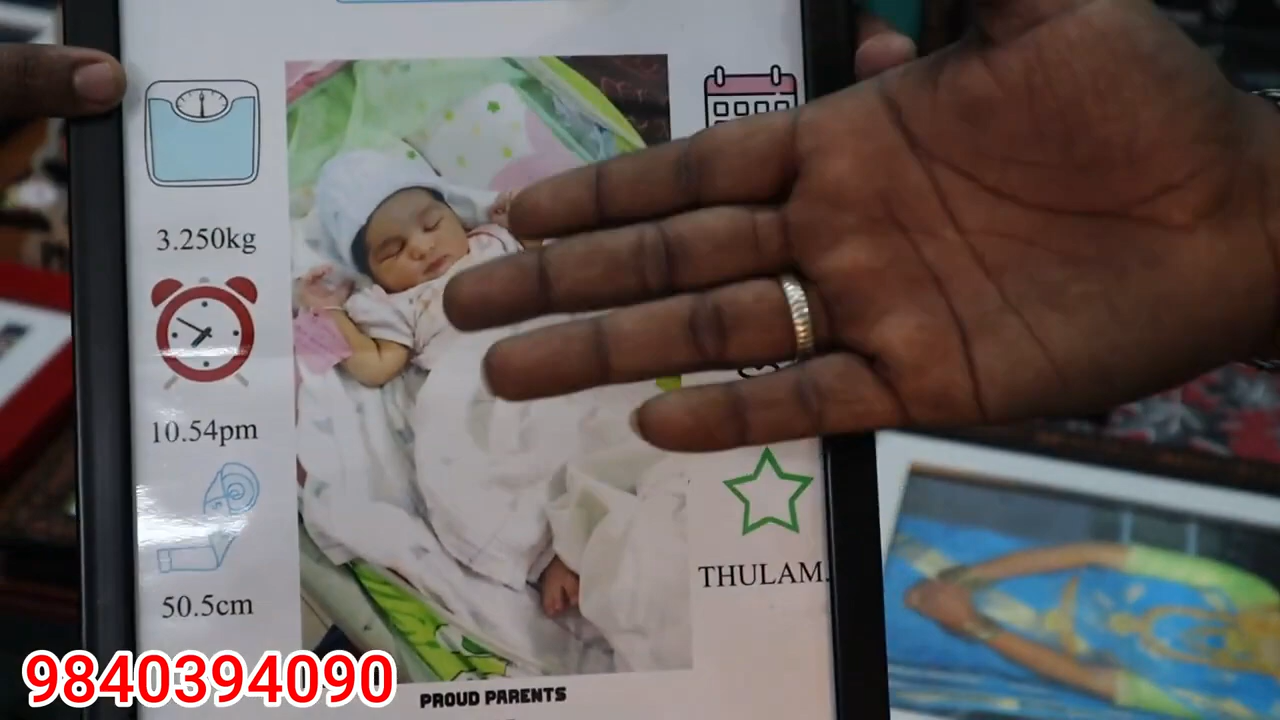 3.250kg
10.54pm
50.5cm
THULAM.
9840394090
PROUD PARENTS